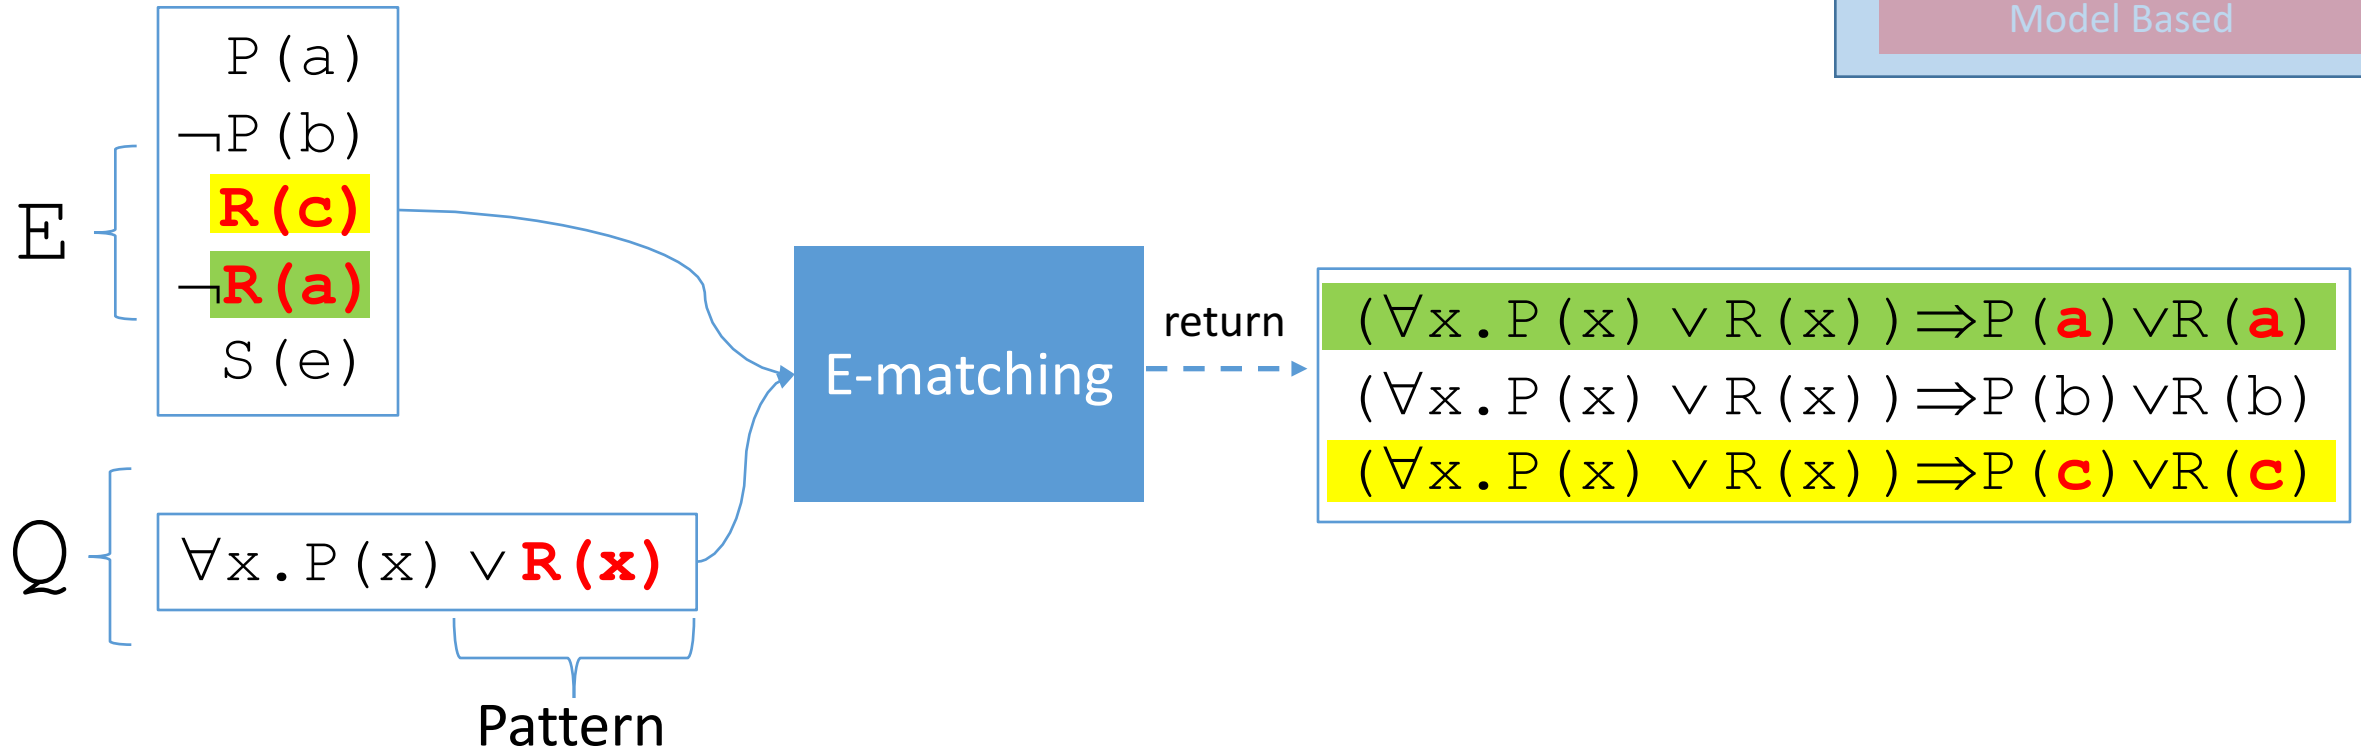 Model Based
P(a)
¬P(b)
R(c)
¬R(a)
S(e)
E
E-matching
return
(∀x.P(x) ∨ R(x))⇒P(a)∨R(a)
(∀x.P(x) ∨ R(x))⇒P(b)∨R(b)
(∀x.P(x) ∨ R(x))⇒P(c)∨R(c)
Q
∀x.P(x) ∨ R(x)
Pattern